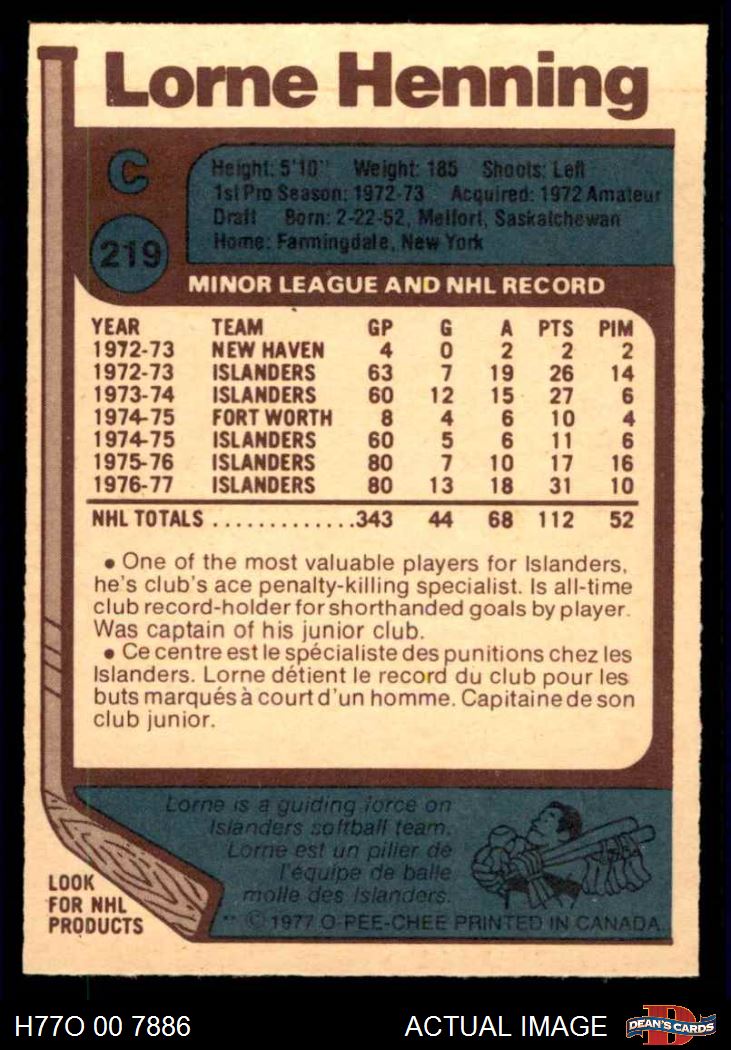 Lorne Henning
C
219
Height: 5'10" Weight: 185 Shoots: Left
1st Pro Season: 1972-73 Acquired: 1972 Amateur
Draft Born: 2-22-52, Melfort, Saskatchewan
Home: Farmingdale, New York
MINOR LEAGUE AND NHL RECORD
YEAR TEAM GP G A PTS PIM
1972-73 NEW HAVEN 4 0 2 2 2
1972-73 ISLANDERS 63 7 19 26 14
1973-74 ISLANDERS 60 12 15 27 6
1974-75 FORT WORTH 8 4 6 10 4
1974-75 ISLANDERS 60 5 6 11 6
1975-76 ISLANDERS 80 7 10 17 16
1976-77 ISLANDERS 80 13 18 31 10
NHL TOTALS .............343 44 68 112 52
• One of the most valuable players for Islanders,
he's club's ace penalty-killing specialist. Is all-time
club record-holder for shorthanded goals by player.
Was captain of his junior club.
• Ce centre est le spécialiste des punitions chez les
Islanders. Lorne détient le record du club pour les
buts marqués à court d'un homme. Capitaine de son
club junior.
Lorne is a guiding force on
Islanders softball team.
Lorne est un pilier de
l'équipe de balle
molle des Islanders.
LOOK
FOR NHL
PRODUCTS
** © 1977 O-PEE-CHEE PRINTED IN CANADA
H77O 00 7886
ACTUAL IMAGE
D
DEAN'S CARDS